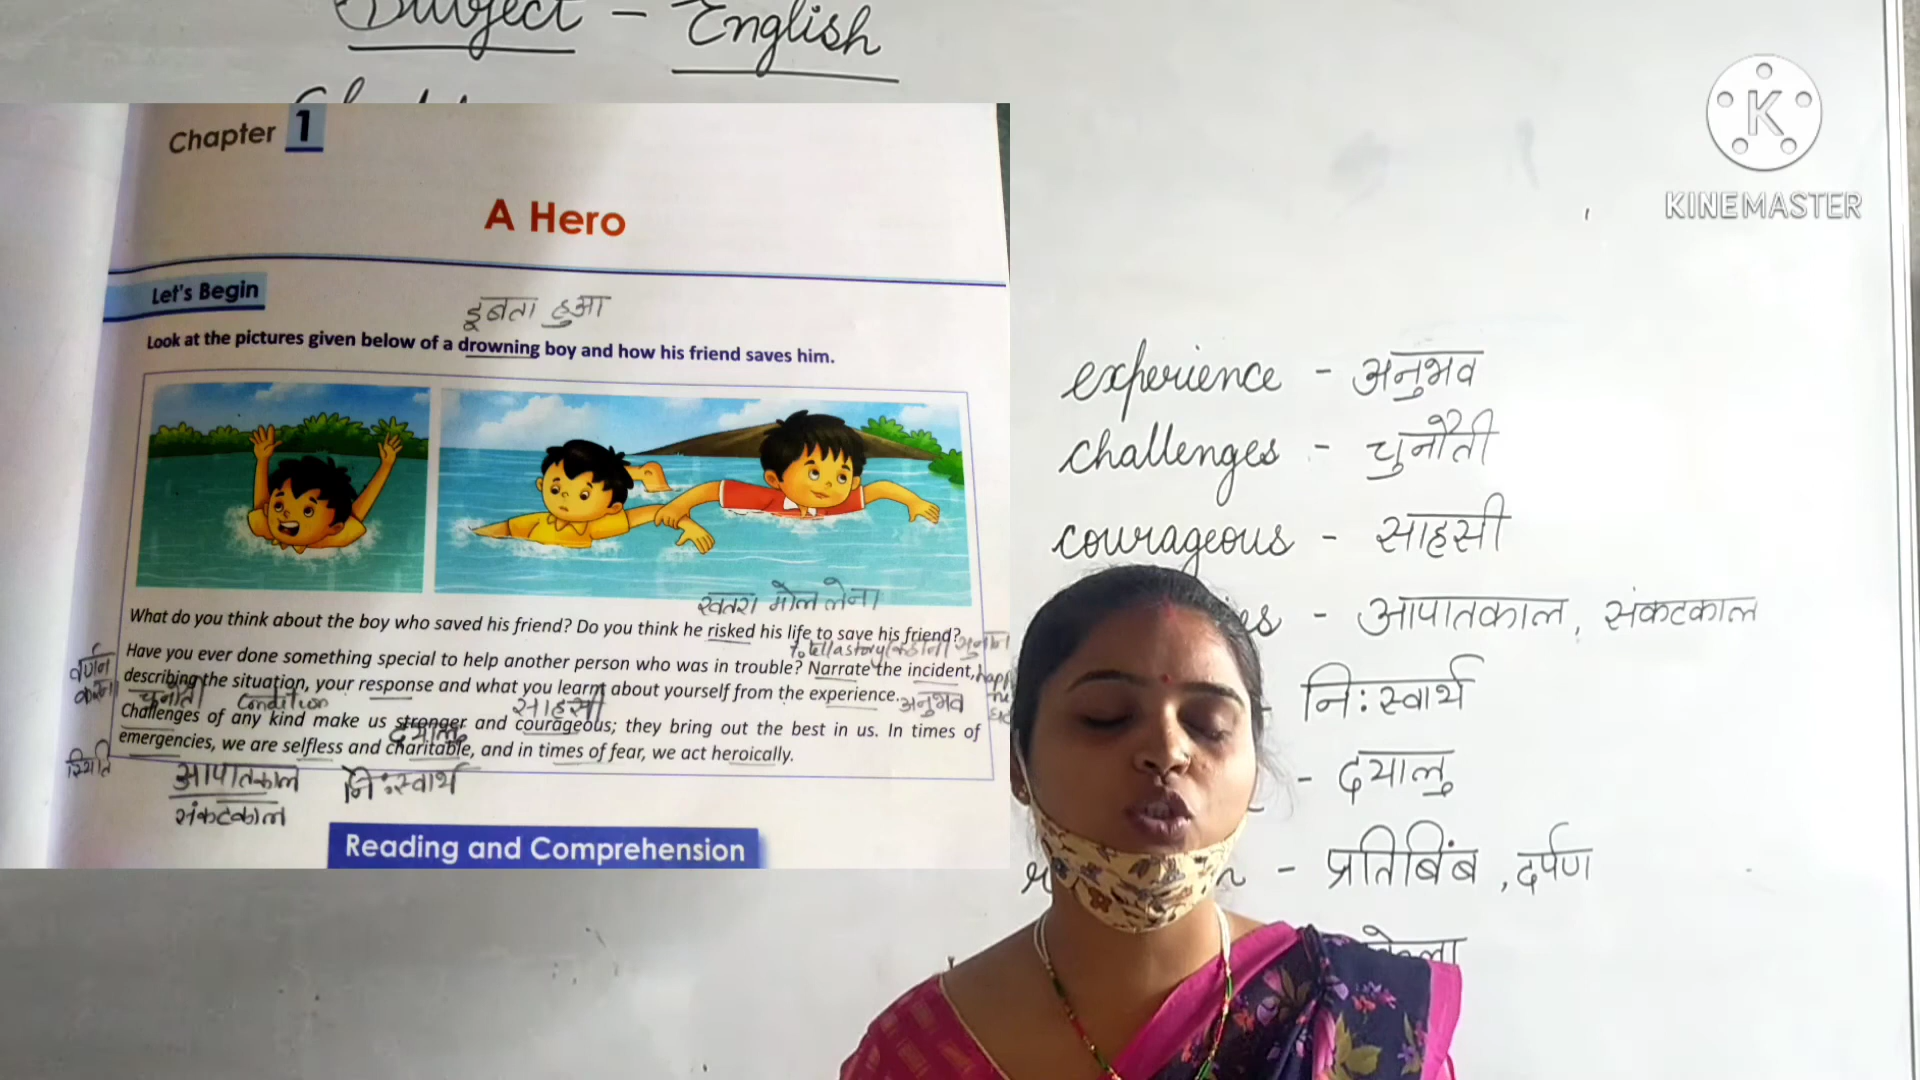 Subject - English
Chapter 1
A Hero
Let's Begin
डूबता हुआ
Look at the pictures given below of a drowning boy and how his friend saves him.
खतरा मोल लेना
What do you think about the boy who saved his friend? Do you think he risked his life to save his friend?
to tell a story
Have you ever done something special to help another person who was in trouble? Narrate the incident,
वर्णन करना
describing the situation, your response and what you learnt about yourself from the experience.
चुनौती condition साहसी अनुभव
Challenges of any kind make us stronger and courageous; they bring out the best in us. In times of
दयालु
emergencies, we are selfless and charitable, and in times of fear, we act heroically.
स्थिति
आपातकाल निःस्वार्थ
संकटकाल
Reading and Comprehension
KINEMASTER
experience - अनुभव
challenges - चुनौती
courageous - साहसी
es - आपातकाल, संकटकाल
- निःस्वार्थ
- दयालु
- प्रतिबिंब, दर्पण